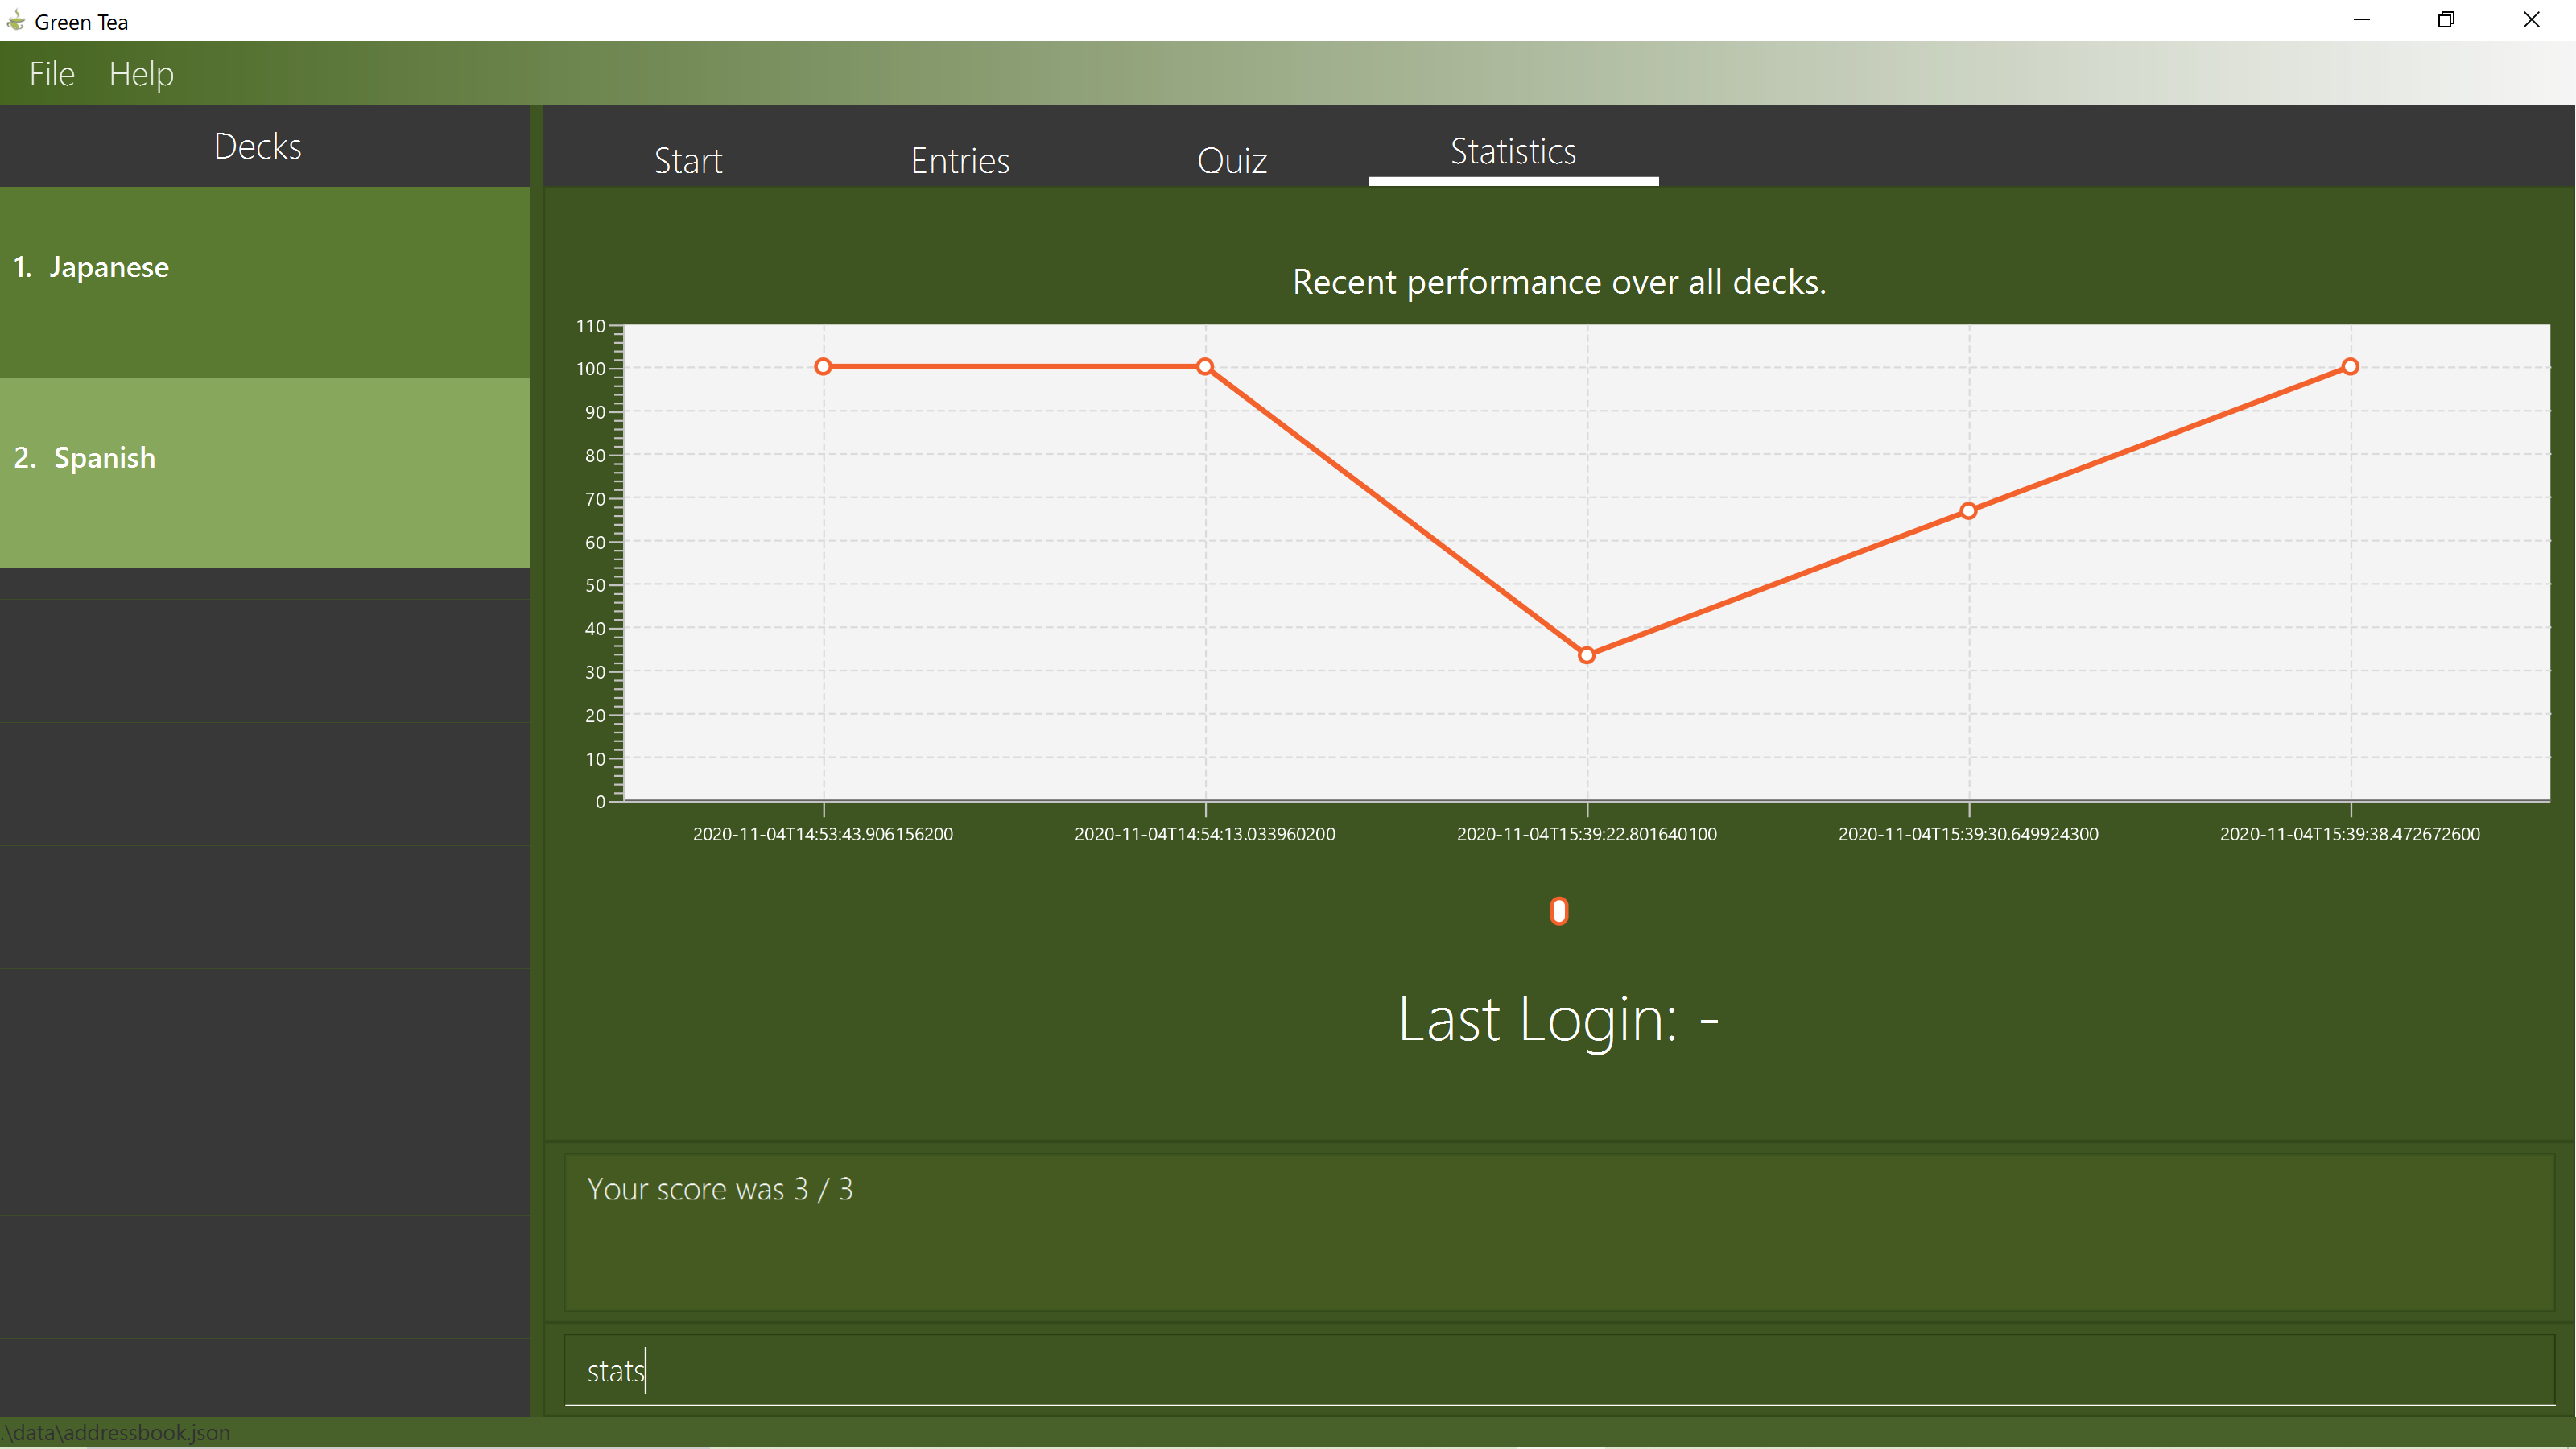 Green Tea
File Help
Decks
Start Entries Quiz Statistics
1. Japanese
2. Spanish
Recent performance over all decks.
110
100
90
80
70
60
50
40
30
20
10
0
2020-11-04T14:53:43.906156200 2020-11-04T14:54:13.033960200 2020-11-04T15:39:22.801640100 2020-11-04T15:39:30.649924300 2020-11-04T15:39:38.472672600
Last Login: -
Your score was 3 / 3
stats
.\data\addressbook.json